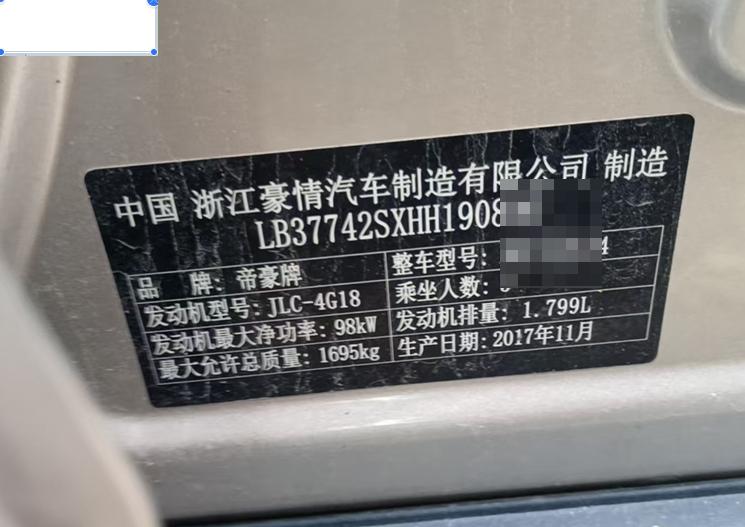 中国 浙江豪情汽车制造有限公司 制造
LB37742SXHH1908
品 牌: 帝豪牌 整车型号: 4
发动机型号: JLC-4G18 乘坐人数:
发动机最大净功率: 98kW 发动机排量: 1.799L
最大允许总质量: 1695kg 生产日期: 2017年11月